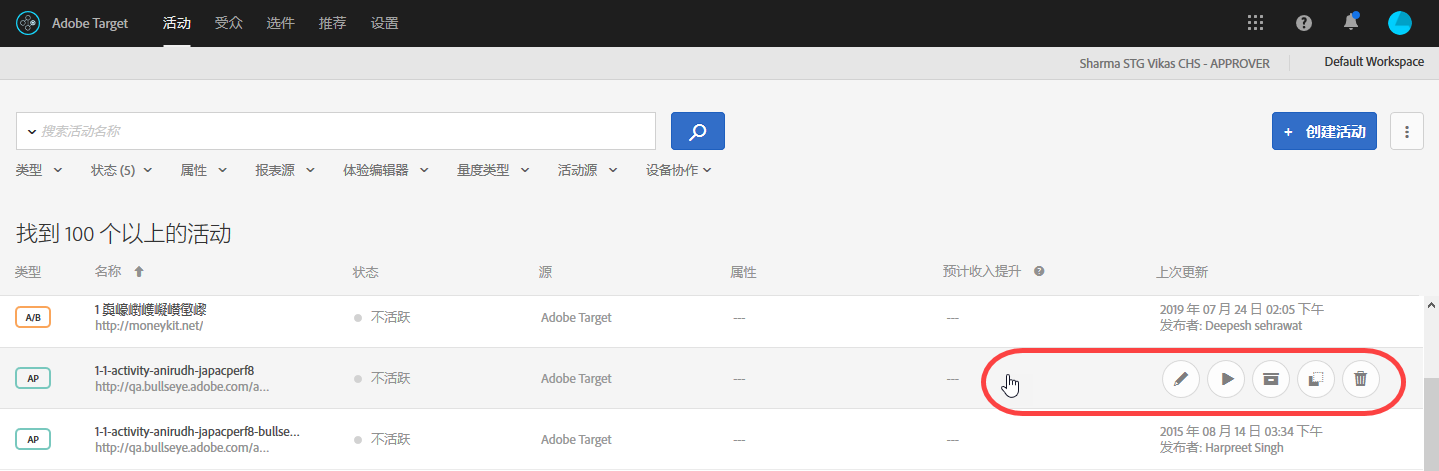 Adobe Target 活动 受众 选件 推荐 设置
Sharma STG Vikas CHS - APPROVER Default Workspace
搜索活动名称
+ 创建活动
类型 状态 (5) 属性 报表源 体验编辑器 量度类型 活动源 设备协作
找到 100 个以上的活动
类型 名称 状态 源 属性 预计收入提升 上次更新
A/B 1 不活跃 Adobe Target --- --- 2019 年 07 月 24 日 02:05 下午
http://moneykit.net/ 发布者: Deepesh sehrawat
AP 1-1-activity-anirudh-japacperf8 不活跃 Adobe Target --- ---
http://qa.bullseye.adobe.com/a...
AP 1-1-activity-anirudh-japacperf8-bullse... 不活跃 Adobe Target --- --- 2015 年 08 月 14 日 03:34 下午
http://qa.bullseye.adobe.com/a... 发布者: Harpreet Singh